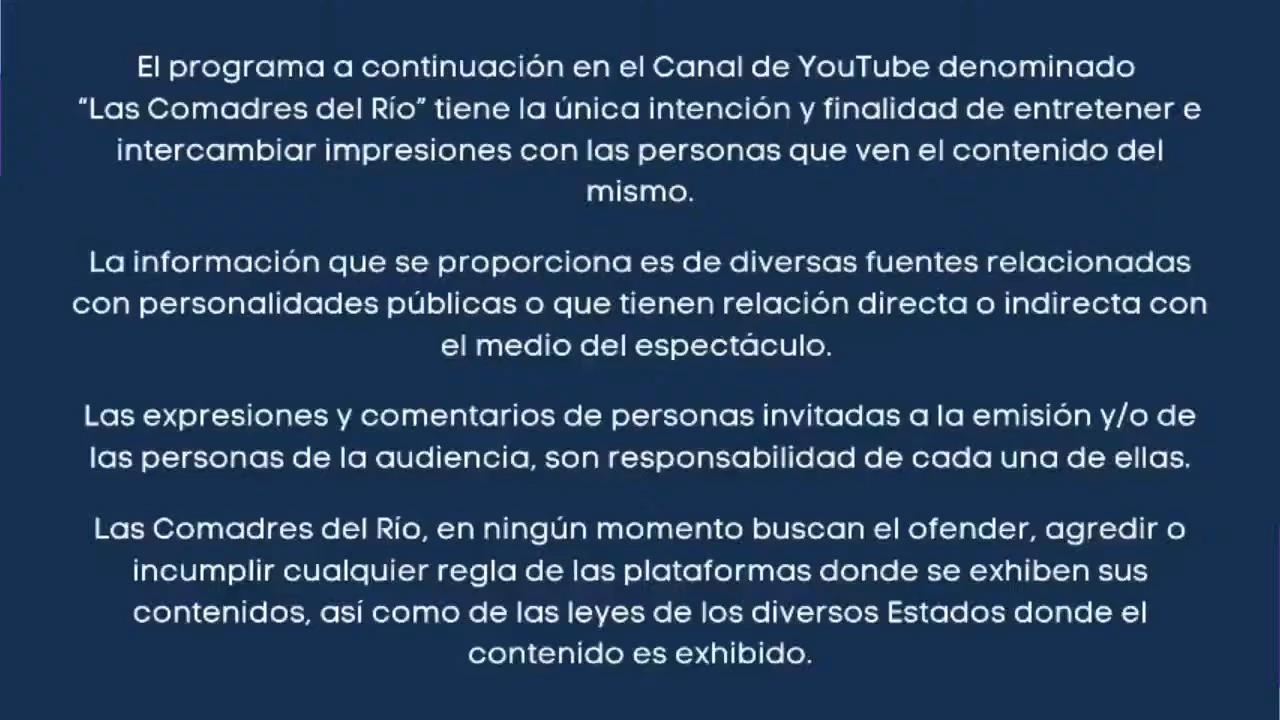 El programa a continuación en el Canal de YouTube denominado
“Las Comadres del Río” tiene la única intención y finalidad de entretener e
intercambiar impresiones con las personas que ven el contenido del
mismo.
La información que se proporciona es de diversas fuentes relacionadas
con personalidades públicas o que tienen relación directa o indirecta con
el medio del espectáculo.
Las expresiones y comentarios de personas invitadas a la emisión y/o de
las personas de la audiencia, son responsabilidad de cada una de ellas.
Las Comadres del Río, en ningún momento buscan el ofender, agredir o
incumplir cualquier regla de las plataformas donde se exhiben sus
contenidos, así como de las leyes de los diversos Estados donde el
contenido es exhibido.